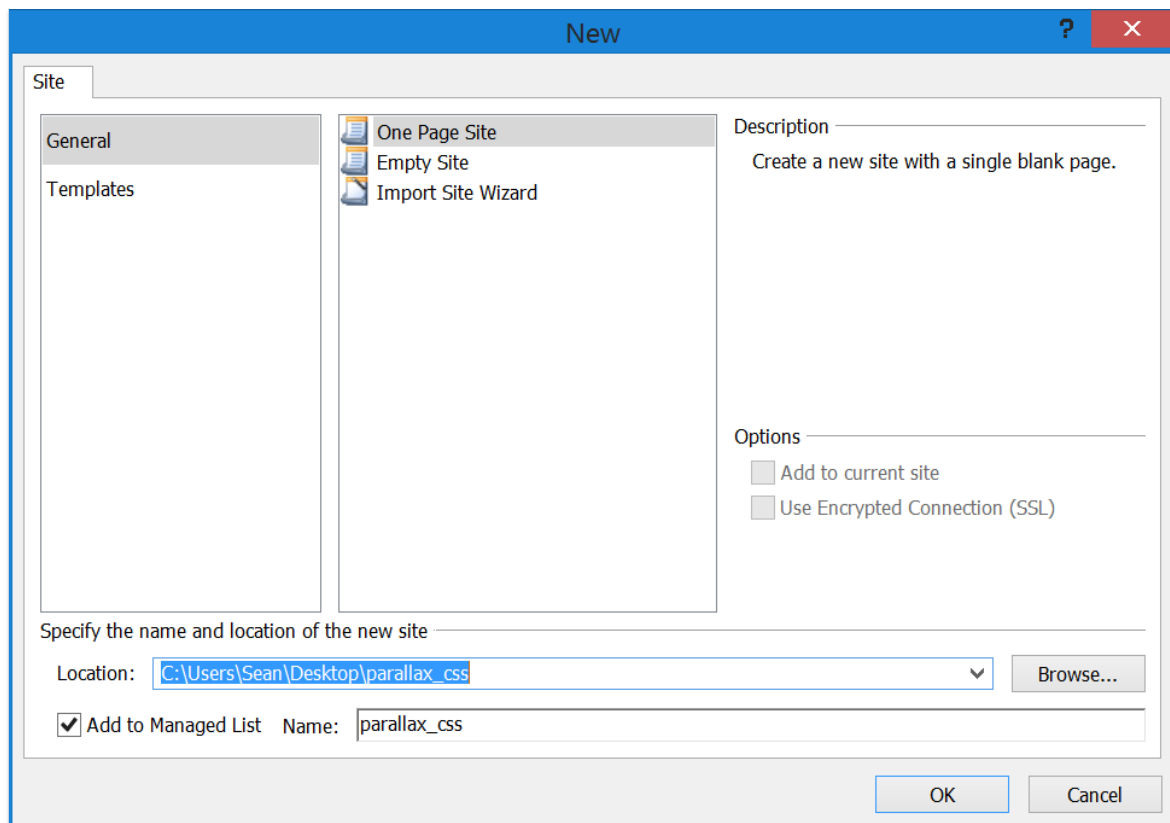 New
?
Site
General
Templates
One Page Site
Empty Site
Import Site Wizard
Description
Create a new site with a single blank page.
Options
Add to current site
Use Encrypted Connection (SSL)
Specify the name and location of the new site
Location: C:\Users\Sean\Desktop\parallax_css Browse...
Add to Managed List Name: parallax_css
OK Cancel